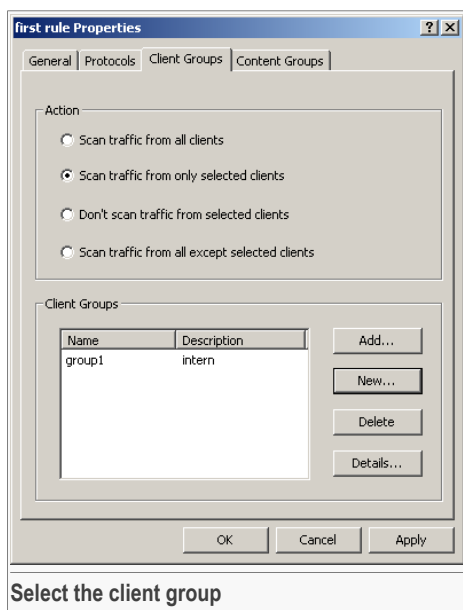 first rule Properties
General Protocols Client Groups Content Groups
Action
Scan traffic from all clients
Scan traffic from only selected clients
Don't scan traffic from selected clients
Scan traffic from all except selected clients
Client Groups
Name Description
group1 intern
Add...
New...
Delete
Details...
OK Cancel Apply
Select the client group